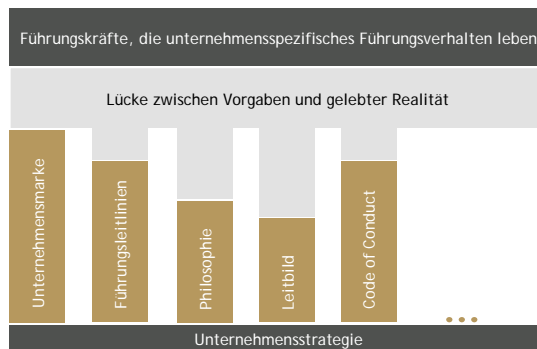 Führungskräfte, die unternehmensspezifisches Führungsverhalten leben
Lücke zwischen Vorgaben und gelebter Realität
Unternehmensmarke
Führungsleitlinien
Philosophie
Leitbild
Code of Conduct
...
Unternehmensstrategie